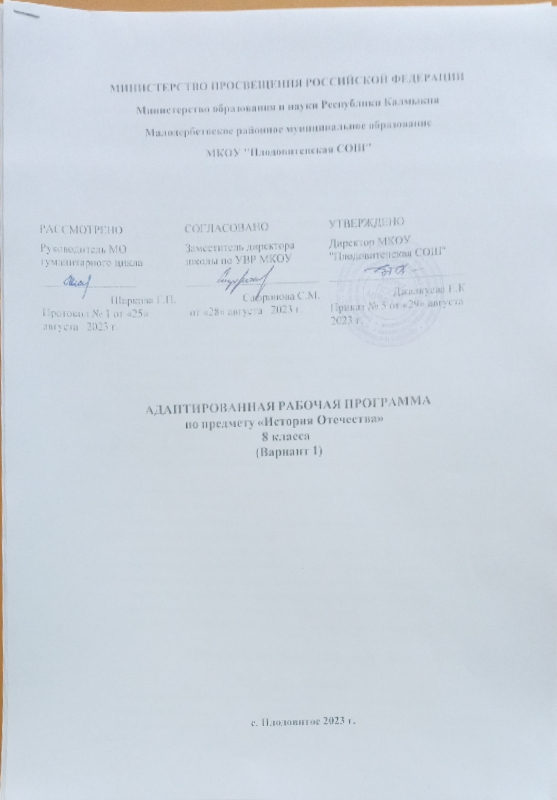 МИНИСТЕРСТВО ПРОСВЕЩЕНИЯ РОССИЙСКОЙ ФЕДЕРАЦИИ
Министерство образования и науки Республики Калмыкия
Малодербетовское районное муниципальное образование
МКОУ "Плодовитенская СОШ"
РАССМОТРЕНО
Руководитель МО
гуманитарного цикла
Шаркаева Г.П.
Протокол № 1 от «25»
августа 2023 г.
СОГЛАСОВАНО
Заместитель директора
школы по УВР МКОУ
Сабринова С.М.
от «28» августа 2023 г.
УТВЕРЖДЕНО
Директор МКОУ
"Плодовитенская СОШ"
Г.К
Приказ № 5 от «29» августа
2023 г.
АДАПТИРОВАННАЯ РАБОЧАЯ ПРОГРАММА
по предмету «История Отечества»
8 класса
(Вариант 1)
с. Плодовитое 2023 г.